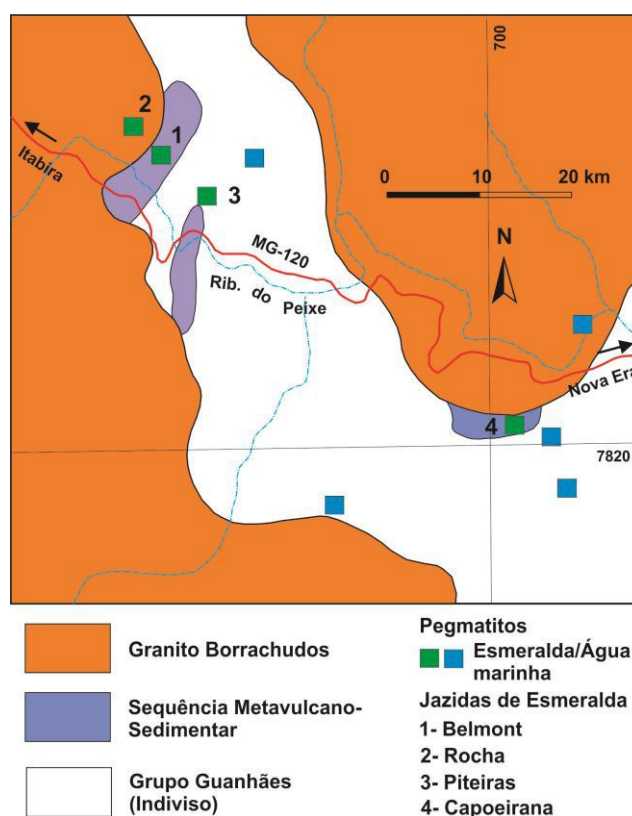 700
2
1
Itabira
3
0 10 20 km
MG-120
N
Rib. do Peixe
Nova Era
4
7820
Granito Borrachudos
Sequência Metavulcano-
Sedimentar
Grupo Guanhães
(Indiviso)
Pegmatitos
Esmeralda/Água
marinha
Jazidas de Esmeralda
1- Belmont
2- Rocha
3- Piteiras
4- Capoeirana